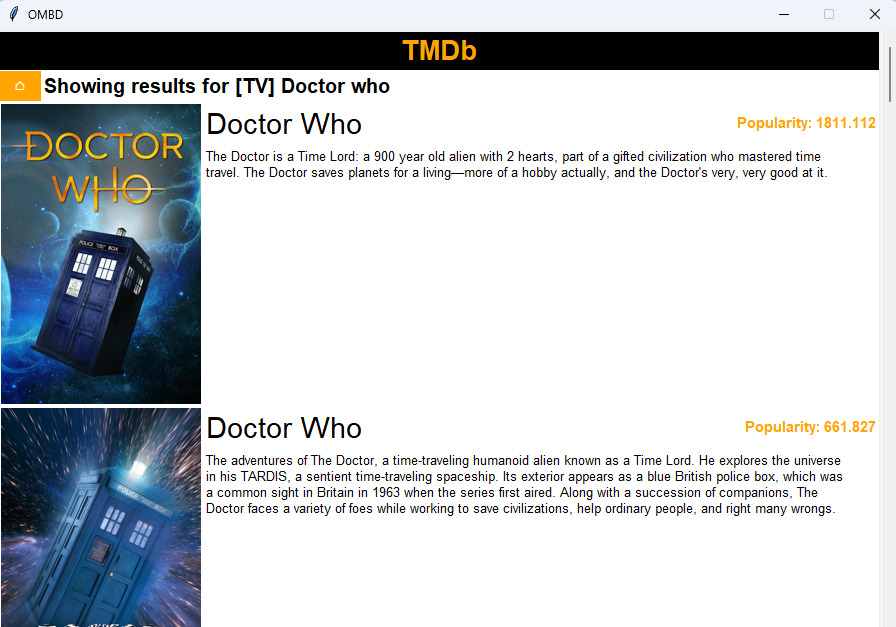 OMBD
TMDb
Showing results for [TV] Doctor who
DOCTOR
WHO
POLICE BOX
Doctor Who
Popularity: 1811.112
The Doctor is a Time Lord: a 900 year old alien with 2 hearts, part of a gifted civilization who mastered time
travel. The Doctor saves planets for a living—more of a hobby actually, and the Doctor's very, very good at it.
POLICE BOX
Doctor Who
Popularity: 661.827
The adventures of The Doctor, a time-traveling humanoid alien known as a Time Lord. He explores the universe
in his TARDIS, a sentient time-traveling spaceship. Its exterior appears as a blue British police box, which was
a common sight in Britain in 1963 when the series first aired. Along with a succession of companions, The
Doctor faces a variety of foes while working to save civilizations, help ordinary people, and right many wrongs.